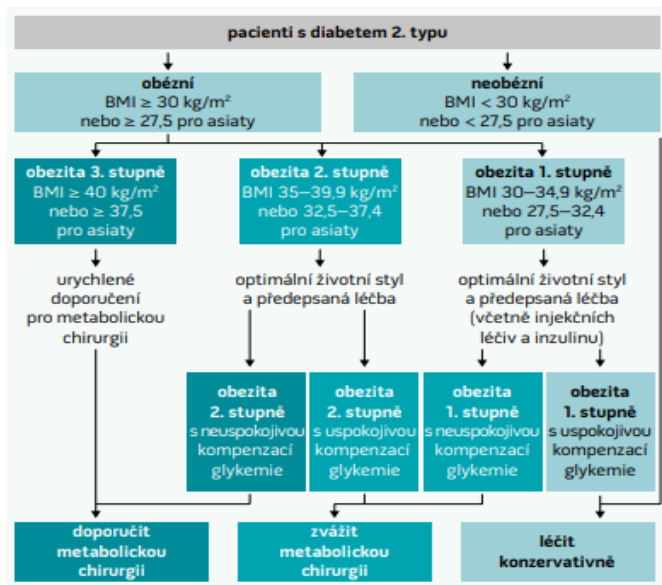 pacienti s diabetem 2. typu
obézní
BMI ≥ 30 kg/m²
nebo ≥ 27,5 pro asiaty
neobézní
BMI < 30 kg/m²
nebo < 27,5 pro asiaty
obezita 3. stupně
BMI ≥ 40 kg/m²
nebo ≥ 37,5
pro asiaty
obezita 2. stupně
BMI 35–39,9 kg/m²
nebo 32,5–37,4
pro asiaty
obezita 1. stupně
BMI 30–34,9 kg/m²
nebo 27,5–32,4
pro asiaty
urychlené
doporučení
pro metabolickou
chirurgii
optimální životní styl
a předepsaná léčba
optimální životní styl
a předepsaná léčba
(včetně injekčních
léčiv a inzulinu)
obezita
2. stupně
s neuspokojivou
kompenzací
glykemie
obezita
2. stupně
s uspokojivou
kompenzací
glykemie
obezita
1. stupně
s neuspokojivou
kompenzací
glykemie
obezita
1. stupně
s uspokojivou
kompenzací
glykemie
doporučit
metabolickou
chirurgii
zvážit
metabolickou
chirurgii
léčit
konzervativně